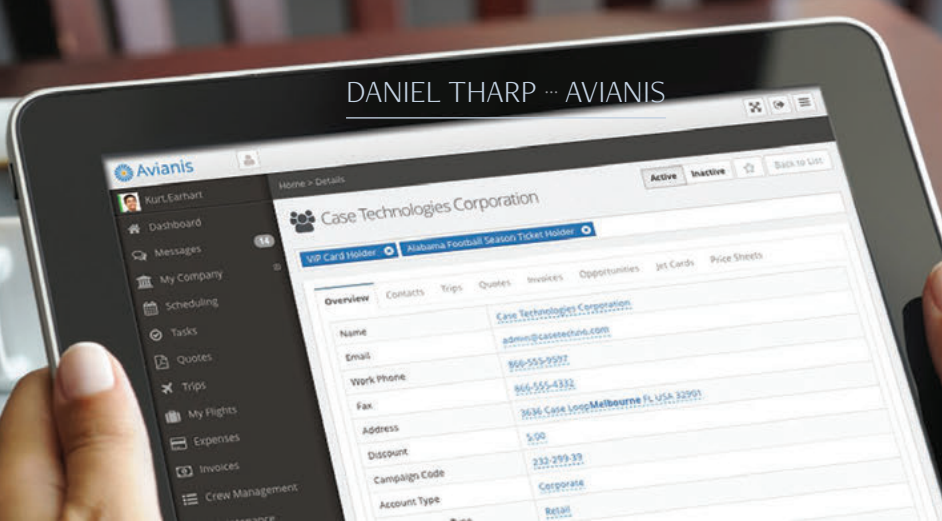 DANIEL THARP ··· AVIANIS
Avianis
Kurt.Earhart
Home > Details
Active Inactive Back to List
Dashboard
Case Technologies Corporation
Messages 14
VIP Card Holder Alabama Football Season Ticket Holder
My Company
Scheduling
Overview Contacts Trips Quotes Invoices Opportunities Jet Cards Price Sheets
Tasks
Name Case Technologies Corporation
Quotes
Email admin@casetechno.com
Trips
Work Phone 866-555-9597
My Flights
Fax 866-555-4332
Expenses
Address 3636 Case LoopMelbourne FL USA 32901
Invoices
Discount 5.00
Crew Management
Campaign Code 232-299-39
Account Type Corporate
Retail